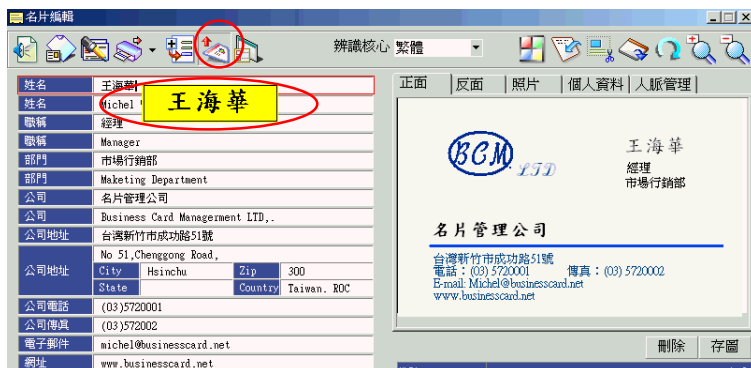 名片編輯
辨識核心 繁體
姓名 王海華
王海華
姓名 Michel
職稱 經理
職稱 Manager
部門 市場行銷部
部門 Maketing Department
公司 名片管理公司
公司 Business Card Managerment LTD,.
公司地址 台灣新竹市成功路51號
公司地址 No 51,Chenggong Road,
City Hsinchu Zip 300
State Country Taiwan. ROC
公司電話 (03)5720001
公司傳真 (03)572002
電子郵件 michel@businesscard.net
網址 www.businesscard.net
正面 反面 照片 個人資料 人脈管理
BCM LTD
王海華
經理
市場行銷部
名片管理公司
台灣新竹市成功路51號
電話：(03) 5720001 傳真：(03) 5720002
E-mail: Michel@businesscard.net
www.businesscard.net
刪除 存圖